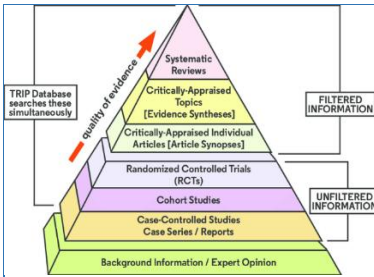 Systematic
Reviews
Critically-Appraised
Topics
[Evidence Syntheses]
Critically-Appraised Individual
Articles [Article Synopses]
Randomized Controlled Trials
(RCTs)
Cohort Studies
Case-Controlled Studies
Case Series / Reports
Background Information / Expert Opinion
quality of evidence
TRIP Database
searches these
simultaneously
FILTERED
INFORMATION
UNFILTERED
INFORMATION